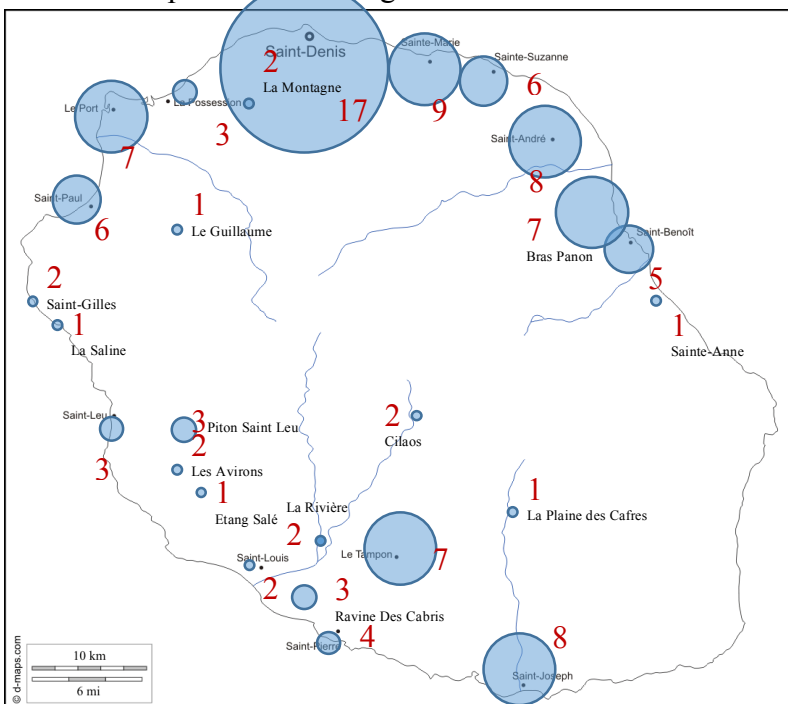 Saint-Denis
Sainte-Marie
Sainte-Suzanne
2
6
La Montagne
Le Port
La Possession
17
9
3
Saint-André
7
8
Saint-Paul
1
6
7
Le Guillaume
Saint-Benoît
Bras Panon
2
5
Saint-Gilles
1
1
La Saline
Sainte-Anne
Saint-Leu
3
Piton Saint Leu
2
2
Cilaos
3
Les Avirons
1
1
Etang Salé
La Rivière
La Plaine des Cafres
2
Saint-Louis
Le Tampon
7
2
3
Ravine Des Cabris
4
8
Saint-Pierre
10 km
Saint-Joseph
6 mi
© d-maps.com